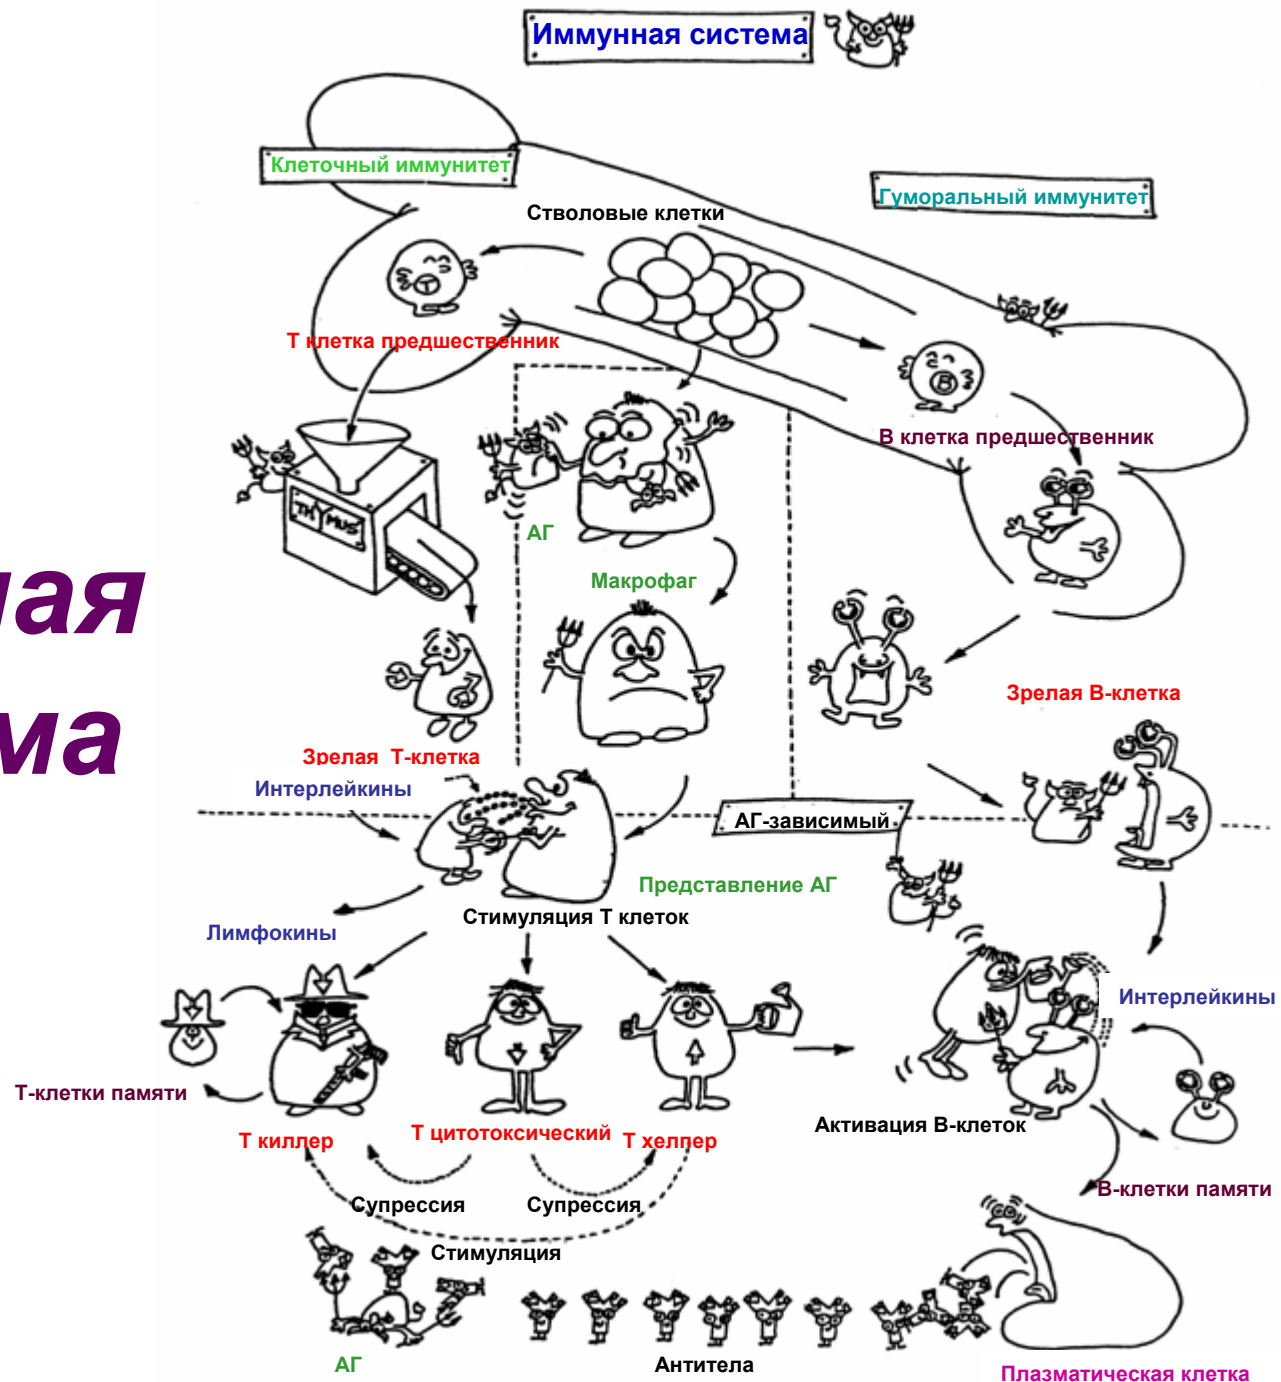 Иммунная система
Клеточный иммунитет
Гуморальный иммунитет
Стволовые клетки
T
B
Т клетка предшественник
В клетка предшественник
THYMUS
АГ
Макрофаг
ная
ма
Зрелая В-клетка
Зрелая Т-клетка
Интерлейкины
АГ-зависимый
Представление АГ
Стимуляция Т клеток
Лимфокины
Интерлейкины
Т-клетки памяти
Т киллер
Т цитотоксический
Т хелпер
Активация В-клеток
В-клетки памяти
Супрессия
Супрессия
Стимуляция
АГ
Антитела
Плазматическая клетка